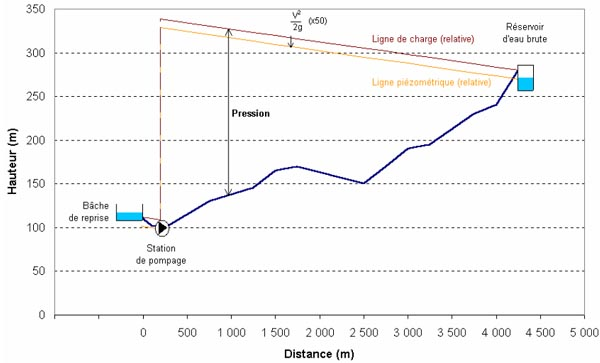 350
300
250
200
150
100
50
0
Hauteur (m)
V²
2g
(x50)
Ligne de charge (relative)
Réservoir
d'eau brute
Ligne piézométrique (relative)
Pression
Bâche
de reprise
Station
de pompage
0 500 1 000 1 500 2 000 2 500 3 000 3 500 4 000 4 500 5 000
Distance (m)